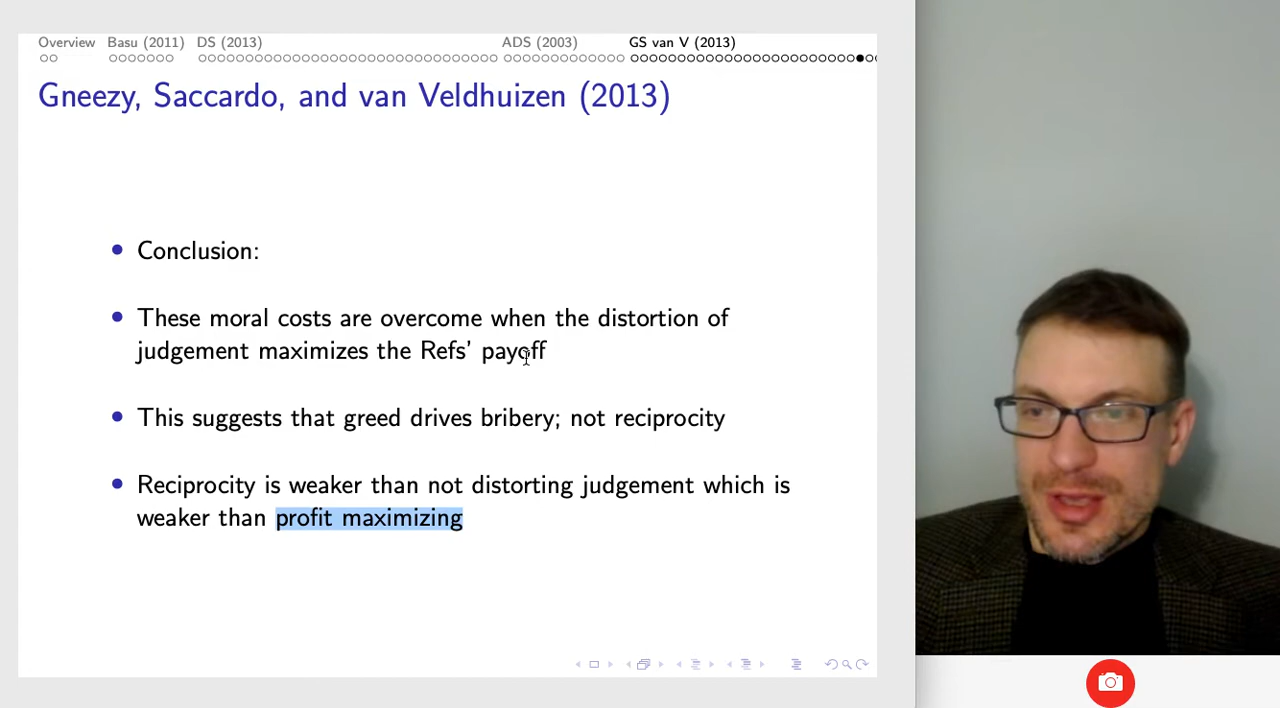 Overview Basu (2011) DS (2013) ADS (2003) GS van V (2013)
Gneezy, Saccardo, and van Veldhuizen (2013)
Conclusion:
These moral costs are overcome when the distortion of
judgement maximizes the Refs' payoff
This suggests that greed drives bribery; not reciprocity
Reciprocity is weaker than not distorting judgement which is
weaker than profit maximizing